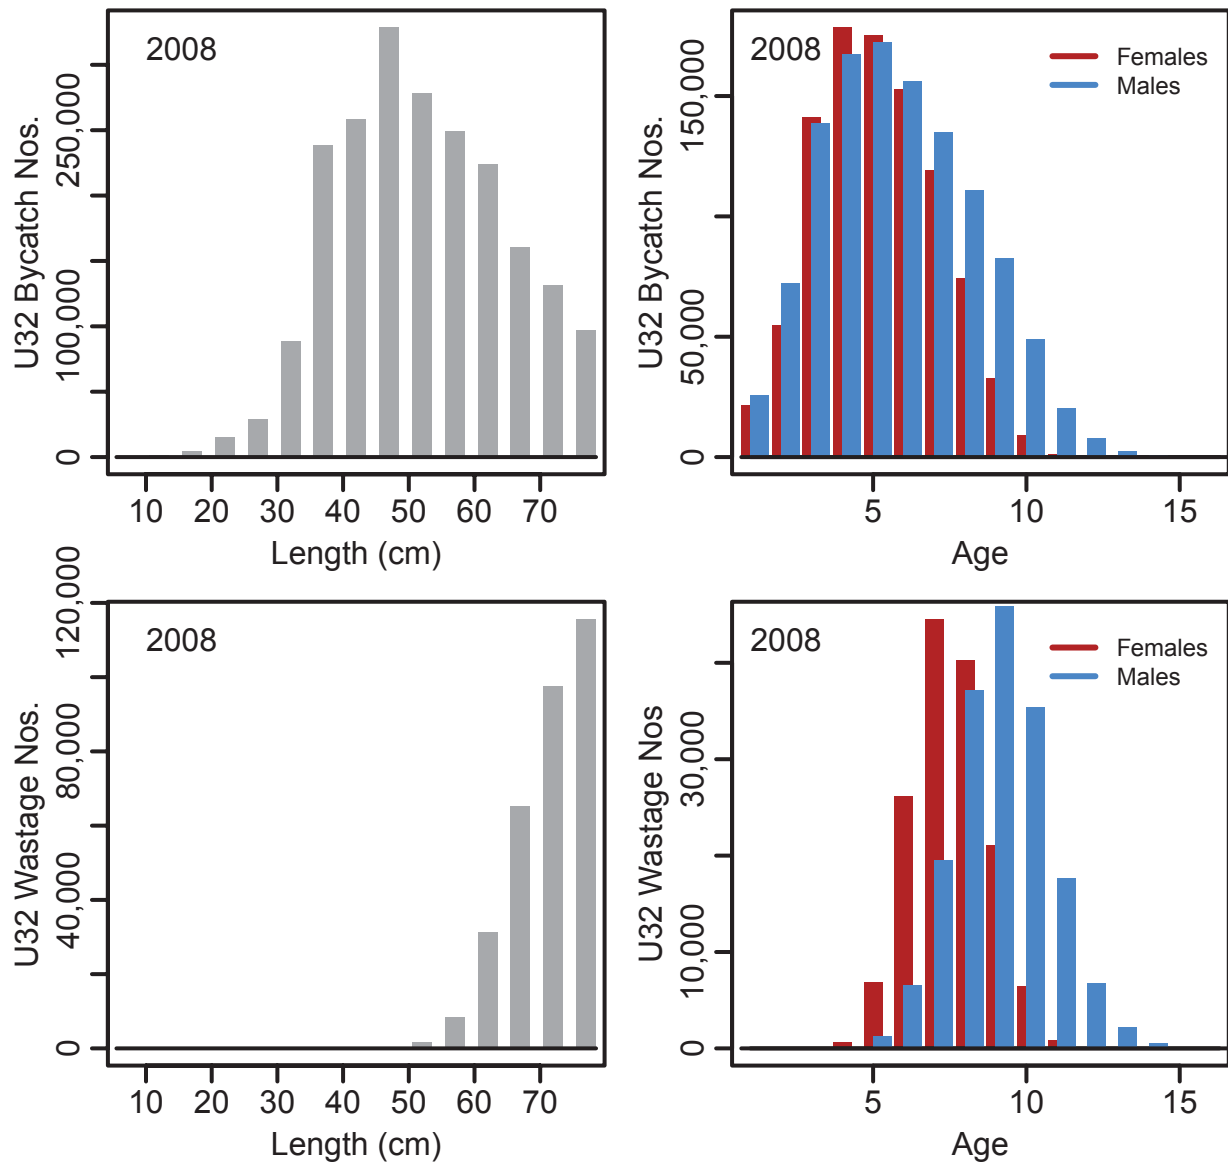 2008
U32 Bycatch Nos.
0
100,000
250,000
10 20 30 40 50 60 70
Length (cm)
2008
Females
Males
U32 Bycatch Nos.
0
50,000
150,000
5 10 15
Age
2008
U32 Wastage Nos.
0
40,000
80,000
120,000
10 20 30 40 50 60 70
Length (cm)
2008
Females
Males
U32 Wastage Nos
0
10,000
30,000
5 10 15
Age